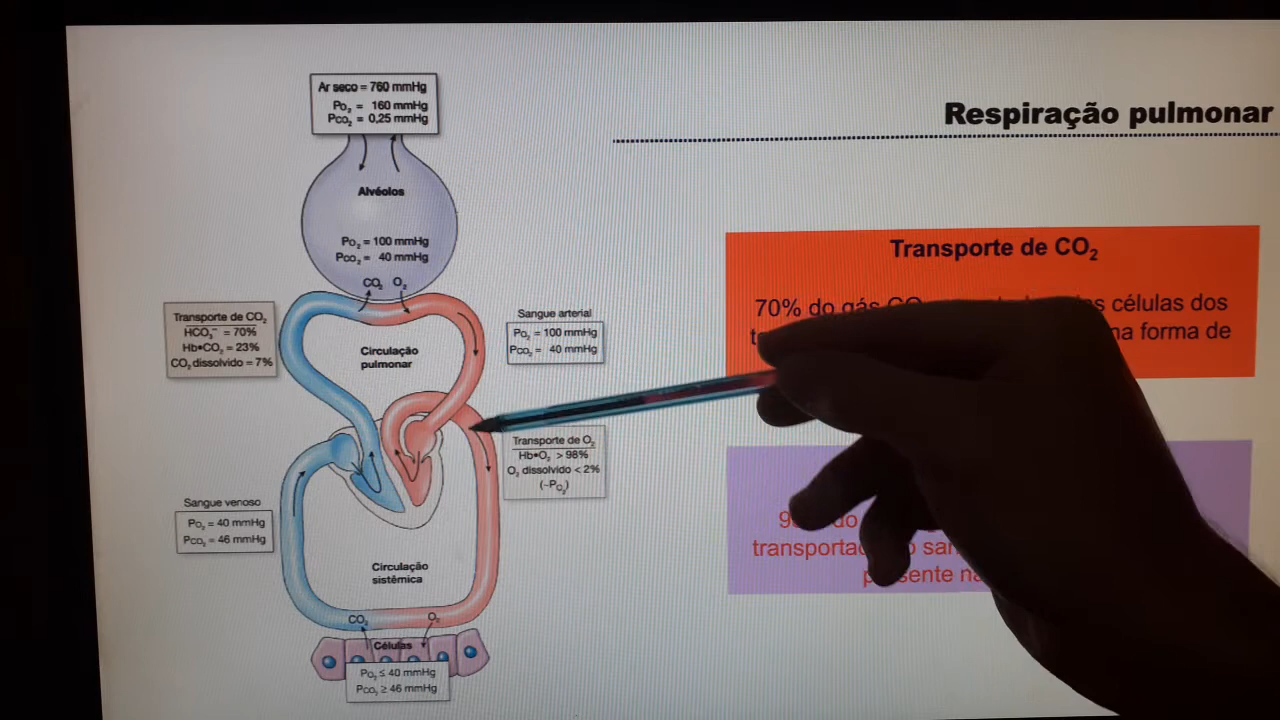 Ar seco = 760 mmHg
Po₂ = 160 mmHg
Pco₂ = 0,25 mmHg
Respiração pulmonar
Alvéolos
Po₂ = 100 mmHg
Pco₂ = 40 mmHg
CO₂ O₂
Transporte de CO₂
HCO₃⁻ = 70%
Hb•CO₂ = 23%
CO₂ dissolvido = 7%
Circulação
pulmonar
Sangue arterial
Po₂ = 100 mmHg
Pco₂ = 40 mmHg
Transporte de O₂
Hb•O₂ > 98%
O₂ dissolvido < 2%
(~Po₂)
Sangue venoso
Po₂ = 40 mmHg
Pco₂ = 46 mmHg
Circulação
sistêmica
CO₂ O₂
Células
Po₂ ≤ 40 mmHg
Pco₂ ≥ 46 mmHg
Transporte de CO₂
70% do gás células dos
forma de
do